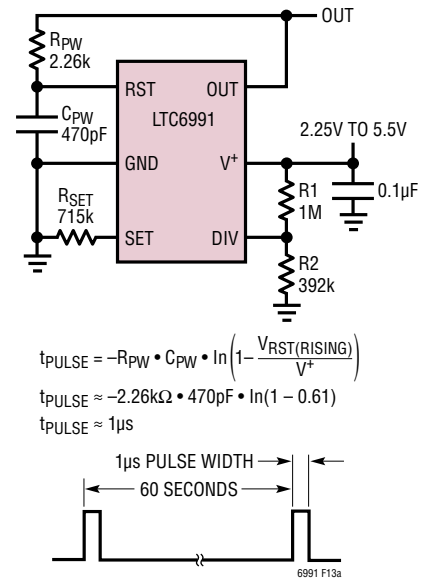 OUT
RPW
2.26k
RST
OUT
LTC6991
CPW
470pF
2.25V TO 5.5V
GND
V+
R1
1M
0.1µF
RSET
715k
SET
DIV
R2
392k
tPULSE = –RPW • CPW • ln(1– VRST(RISING)/V+)
tPULSE ≈ –2.26kΩ • 470pF • ln(1 – 0.61)
tPULSE ≈ 1µs
1µs PULSE WIDTH
60 SECONDS
6991 F13a